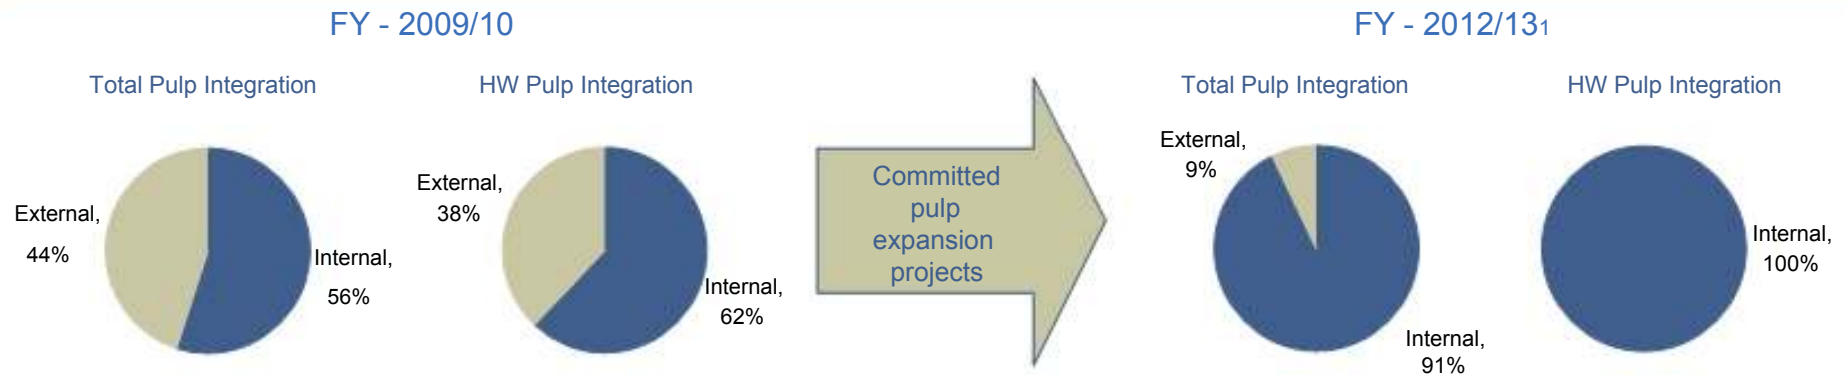 FY - 2009/10
Total Pulp Integration
External,
44%
Internal,
56%
HW Pulp Integration
External,
38%
Internal,
62%
Committed
pulp
expansion
projects
FY - 2012/131
Total Pulp Integration
External,
9%
Internal,
91%
HW Pulp Integration
Internal,
100%